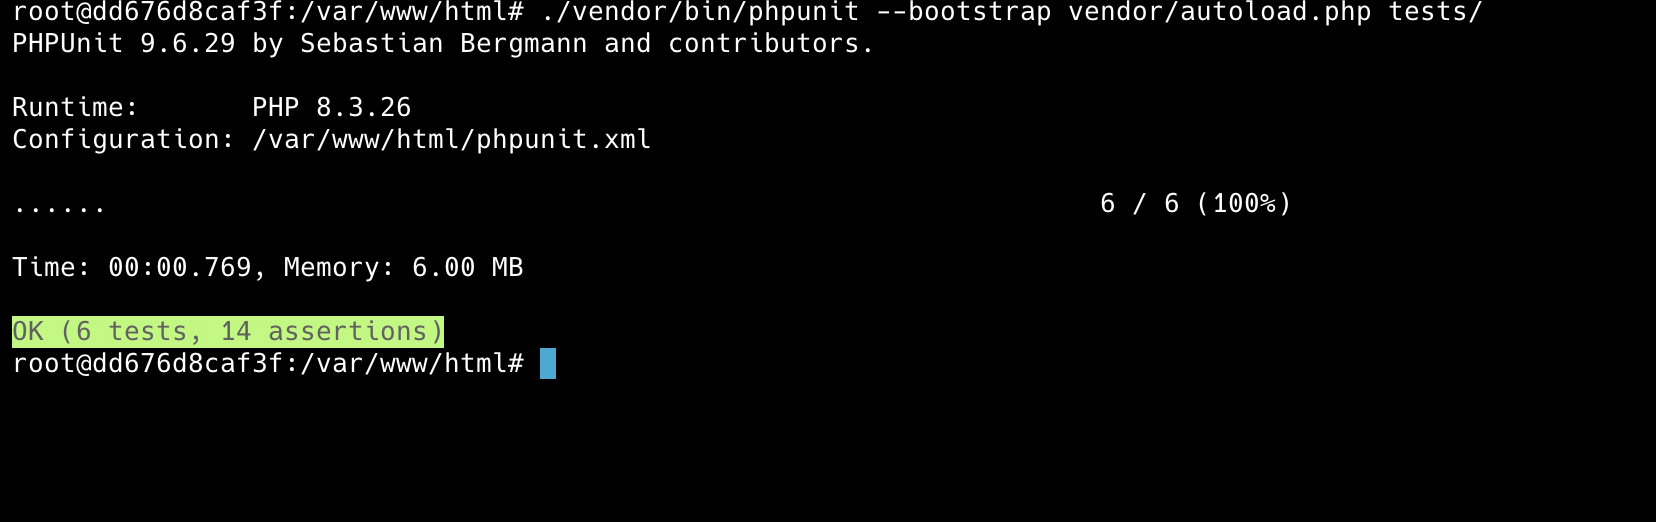 root@dd676d8caf3f:/var/www/html# ./vendor/bin/phpunit --bootstrap vendor/autoload.php tests/
PHPUnit 9.6.29 by Sebastian Bergmann and contributors.
Runtime:       PHP 8.3.26
Configuration: /var/www/html/phpunit.xml
......                                                              6 / 6 (100%)
Time: 00:00.769, Memory: 6.00 MB
OK (6 tests, 14 assertions)
root@dd676d8caf3f:/var/www/html#